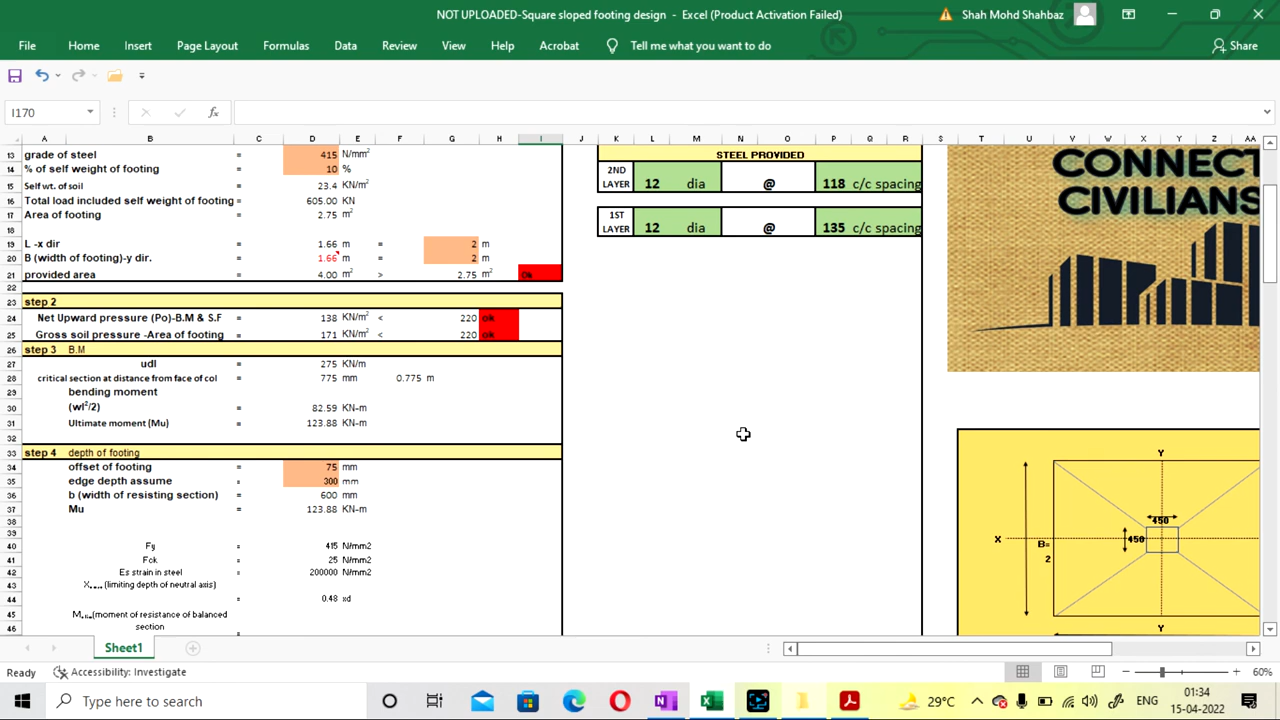 NOT UPLOADED-Square sloped footing design - Excel (Product Activation Failed)
Shah Mohd Shahbaz
File Home Insert Page Layout Formulas Data Review View Help Acrobat Tell me what you want to do Share
I170 fx
A B C D E F G H I J K L M N O P Q R S T U V W X Y Z AA
13 grade of steel = 415 N/mm2
14 % of self weight of footing = 10 %
15 Self wt. of soil = 23.4 KN/m2
16 Total load included self weight of footing = 605.00 KN
17 Area of footing = 2.75 m2
18
19 L -x dir = 1.66 m = 2 m
20 B (width of footing)-y dir. = 1.66 m = 2 m
21 provided area = 4.00 m2 > 2.75 m2 Ok
22
23 step 2
24 Net Upward pressure (Po)-B.M & S.F = 138 KN/m2 < 220 ok
25 Gross soil pressure -Area of footing = 171 KN/m2 < 220 ok
26 step 3 B.M
27 udl = 275 KN/m
28 critical section at distance from face of col = 775 mm 0.775 m
29 bending moment
30 (wl2/2) = 82.59 KN-m
31 Ultimate moment (Mu) = 123.88 KN-m
32
33 step 4 depth of footing
34 offset of footing = 75 mm
35 edge depth assume = 300 mm
36 b (width of resisting section) = 600 mm
37 Mu = 123.88 KN-m
38
39
40 Fy = 415 N/mm2
41 Fck = 25 N/mm2
42 Es strain in steel = 200000 N/mm2
43 (limiting depth of neutral axis)
44 = 0.48 xd
45 (moment of resistance of balanced
46 section =
STEEL PROVIDED
2ND LAYER 12 dia @ 118 c/c spacing
1ST LAYER 12 dia @ 135 c/c spacing
CONNECT
CIVILIANS
Y
450
X 450
B=
2
Y
Sheet1
Ready Accessibility: Investigate 60%
Type here to search
29°C
ENG
01:34
15-04-2022